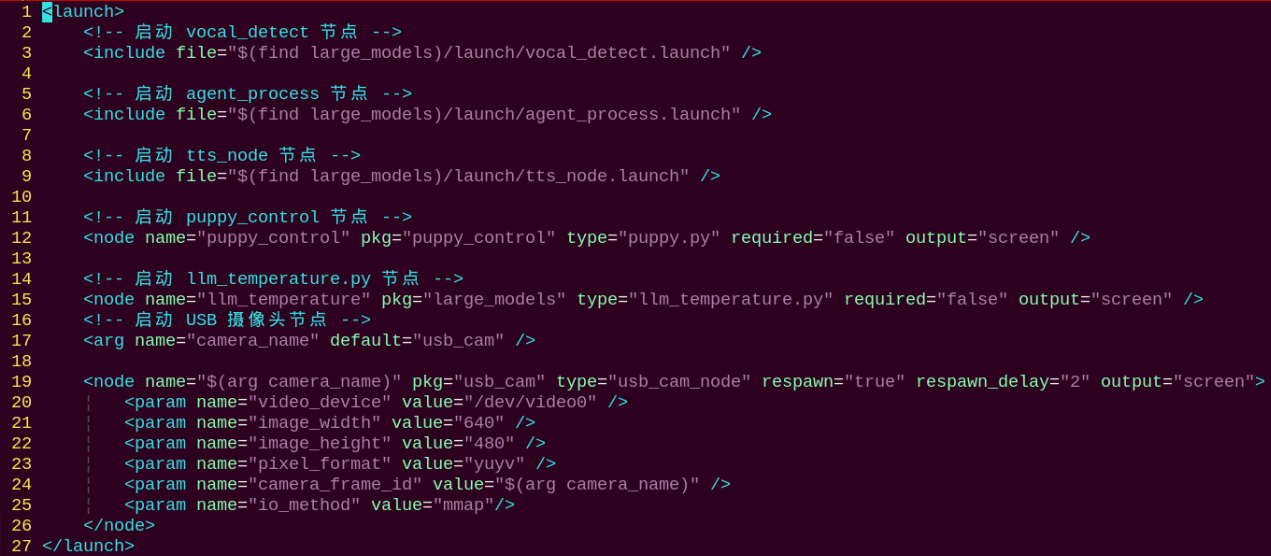 1 <launch>
2     <!-- 启动 vocal_detect 节点 -->
3     <include file="$(find large_models)/launch/vocal_detect.launch" />
4
5     <!-- 启动 agent_process 节点 -->
6     <include file="$(find large_models)/launch/agent_process.launch" />
7
8     <!-- 启动 tts_node 节点 -->
9     <include file="$(find large_models)/launch/tts_node.launch" />
10
11     <!-- 启动 puppy_control 节点 -->
12     <node name="puppy_control" pkg="puppy_control" type="puppy.py" required="false" output="screen" />
13
14     <!-- 启动 llm_temperature.py 节点 -->
15     <node name="llm_temperature" pkg="large_models" type="llm_temperature.py" required="false" output="screen" />
16     <!-- 启动 USB 摄像头节点 -->
17     <arg name="camera_name" default="usb_cam" />
18
19     <node name="$(arg camera_name)" pkg="usb_cam" type="usb_cam_node" respawn="true" respawn_delay="2" output="screen">
20     ¦   <param name="video_device" value="/dev/video0" />
21     ¦   <param name="image_width" value="640" />
22     ¦   <param name="image_height" value="480" />
23     ¦   <param name="pixel_format" value="yuyv" />
24     ¦   <param name="camera_frame_id" value="$(arg camera_name)" />
25     ¦   <param name="io_method" value="mmap"/>
26     </node>
27 </launch>